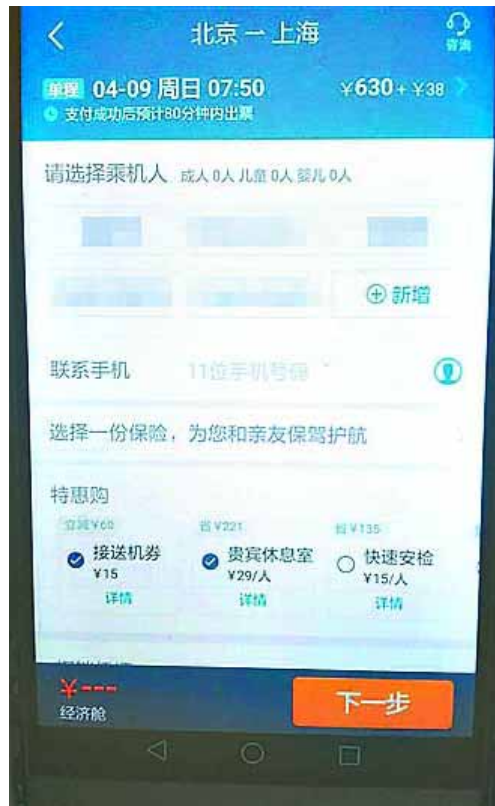 北京 — 上海
咨询
单程 04-09 周日 07:50 ¥630 + ¥38
支付成功后预计80分钟内出票
请选择乘机人 成人 0人 儿童 0人 婴儿 0人
新增
联系手机 11位手机号码
选择一份保险，为您和亲友保驾护航
特惠购
立减¥60 省¥221 省¥135
接送机券 贵宾休息室 快速安检
¥15 ¥29/人 ¥15/人
详情 详情 详情
¥--- 下一步
经济舱